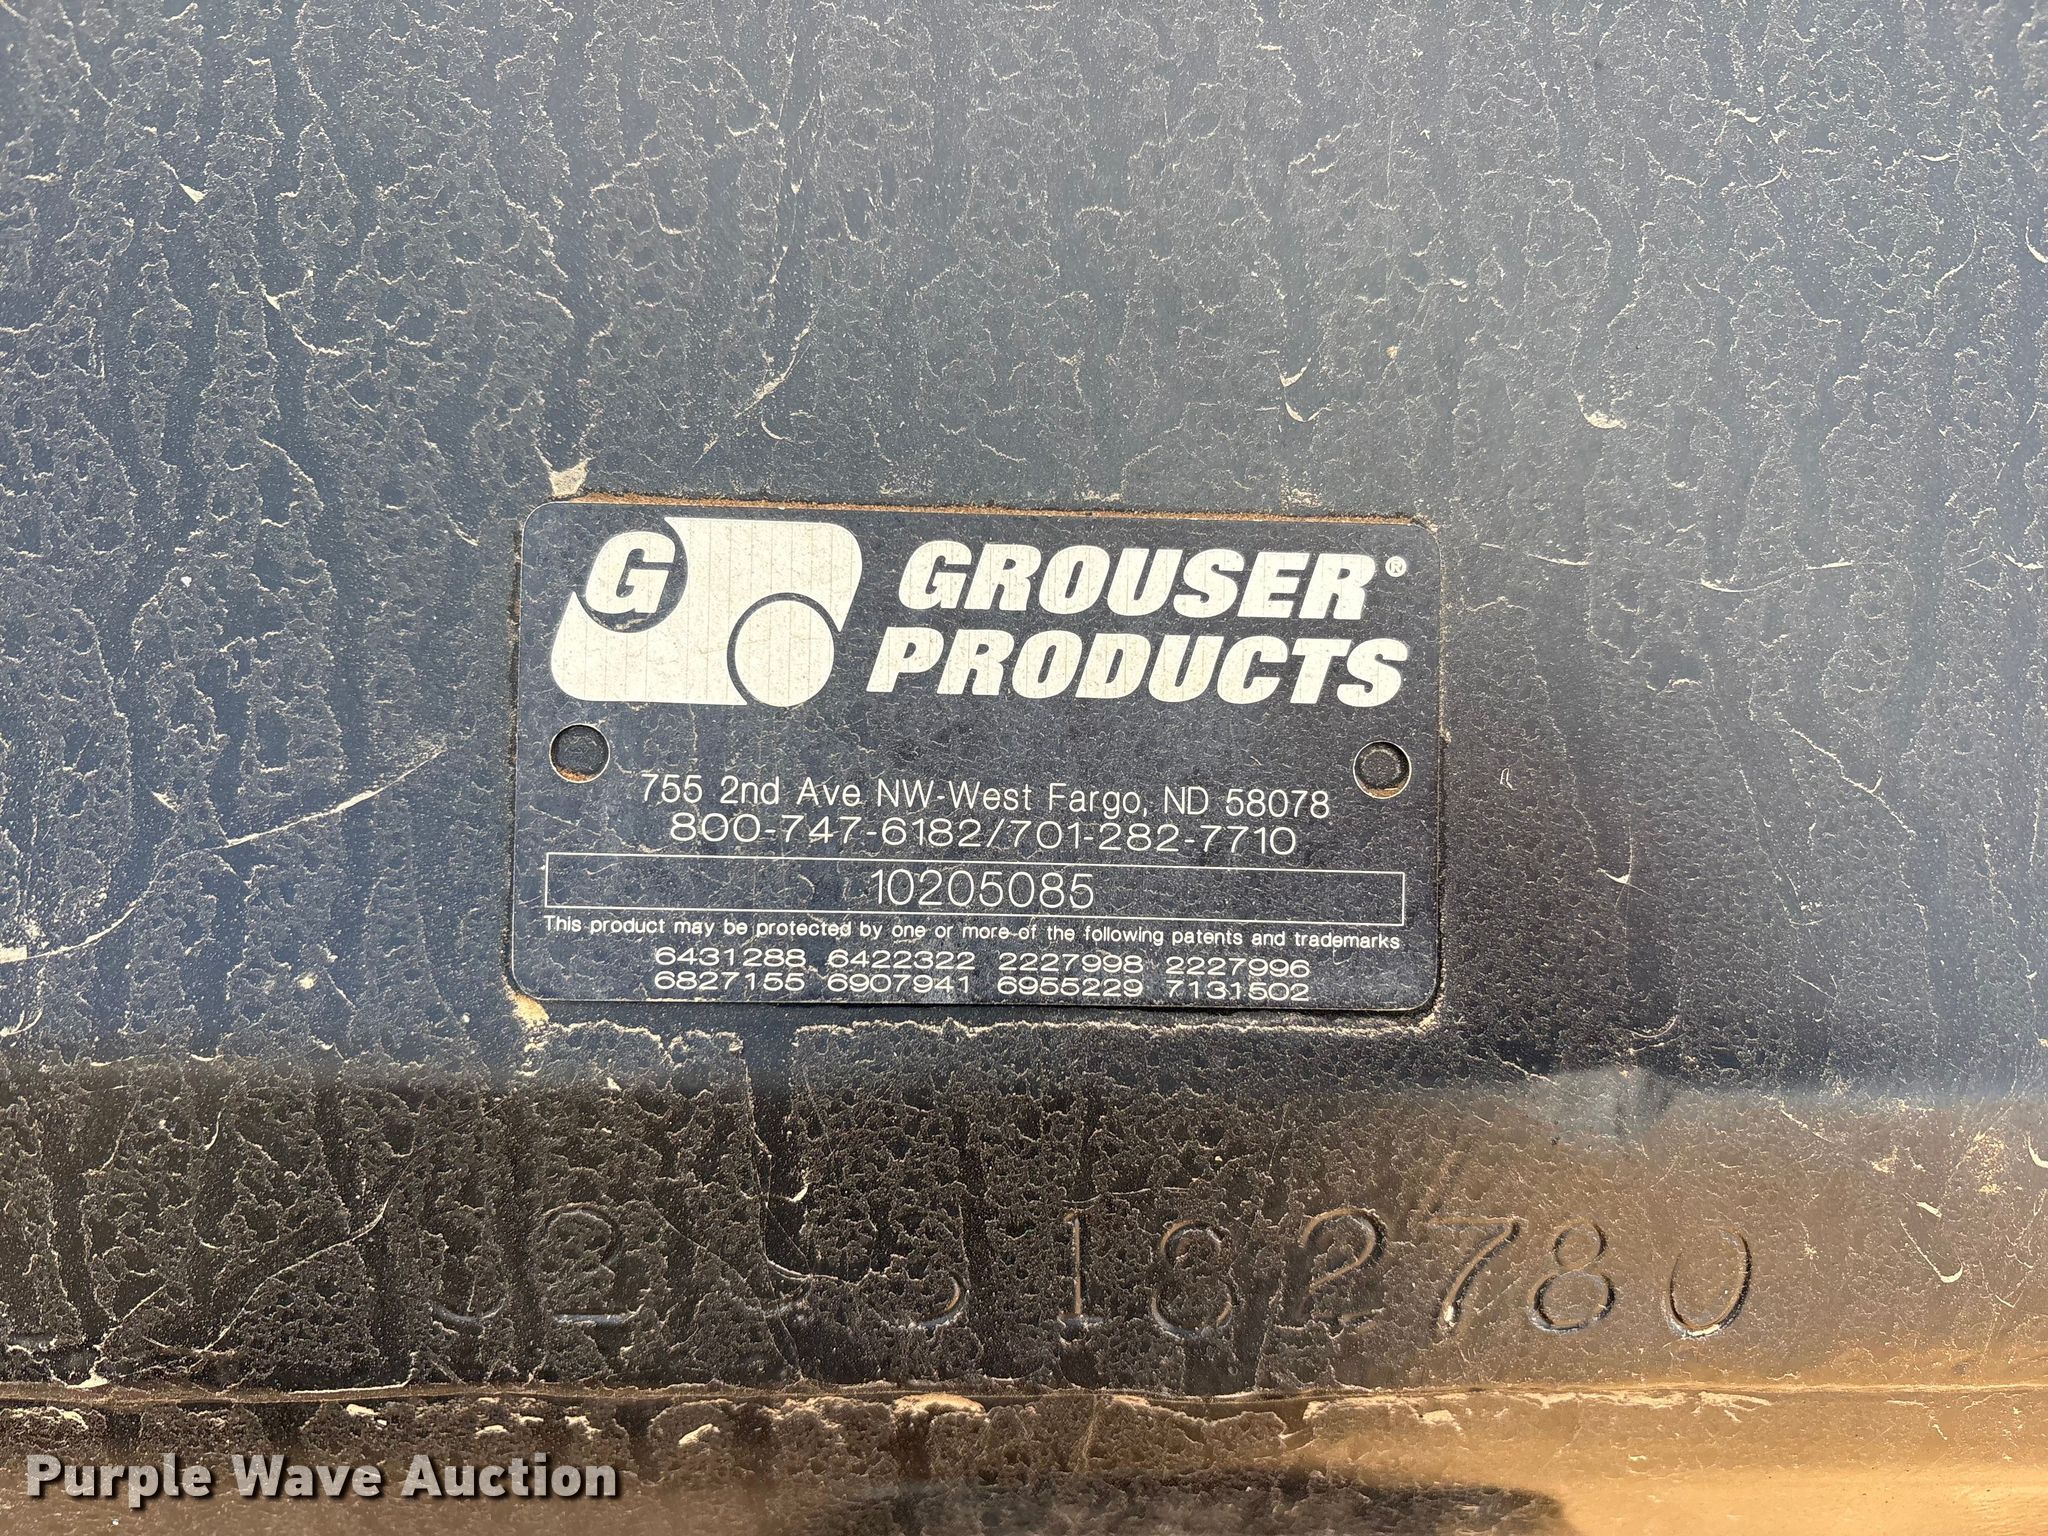 G GROUSER®
PRODUCTS
755 2nd Ave NW-West Fargo, ND 58078
800-747-6182/701-282-7710
10205085
This product may be protected by one or more of the following patents and trademarks
6431288 6422322 2227998 2227996
6827155 6907941 6955229 7131502
Purple Wave Auction